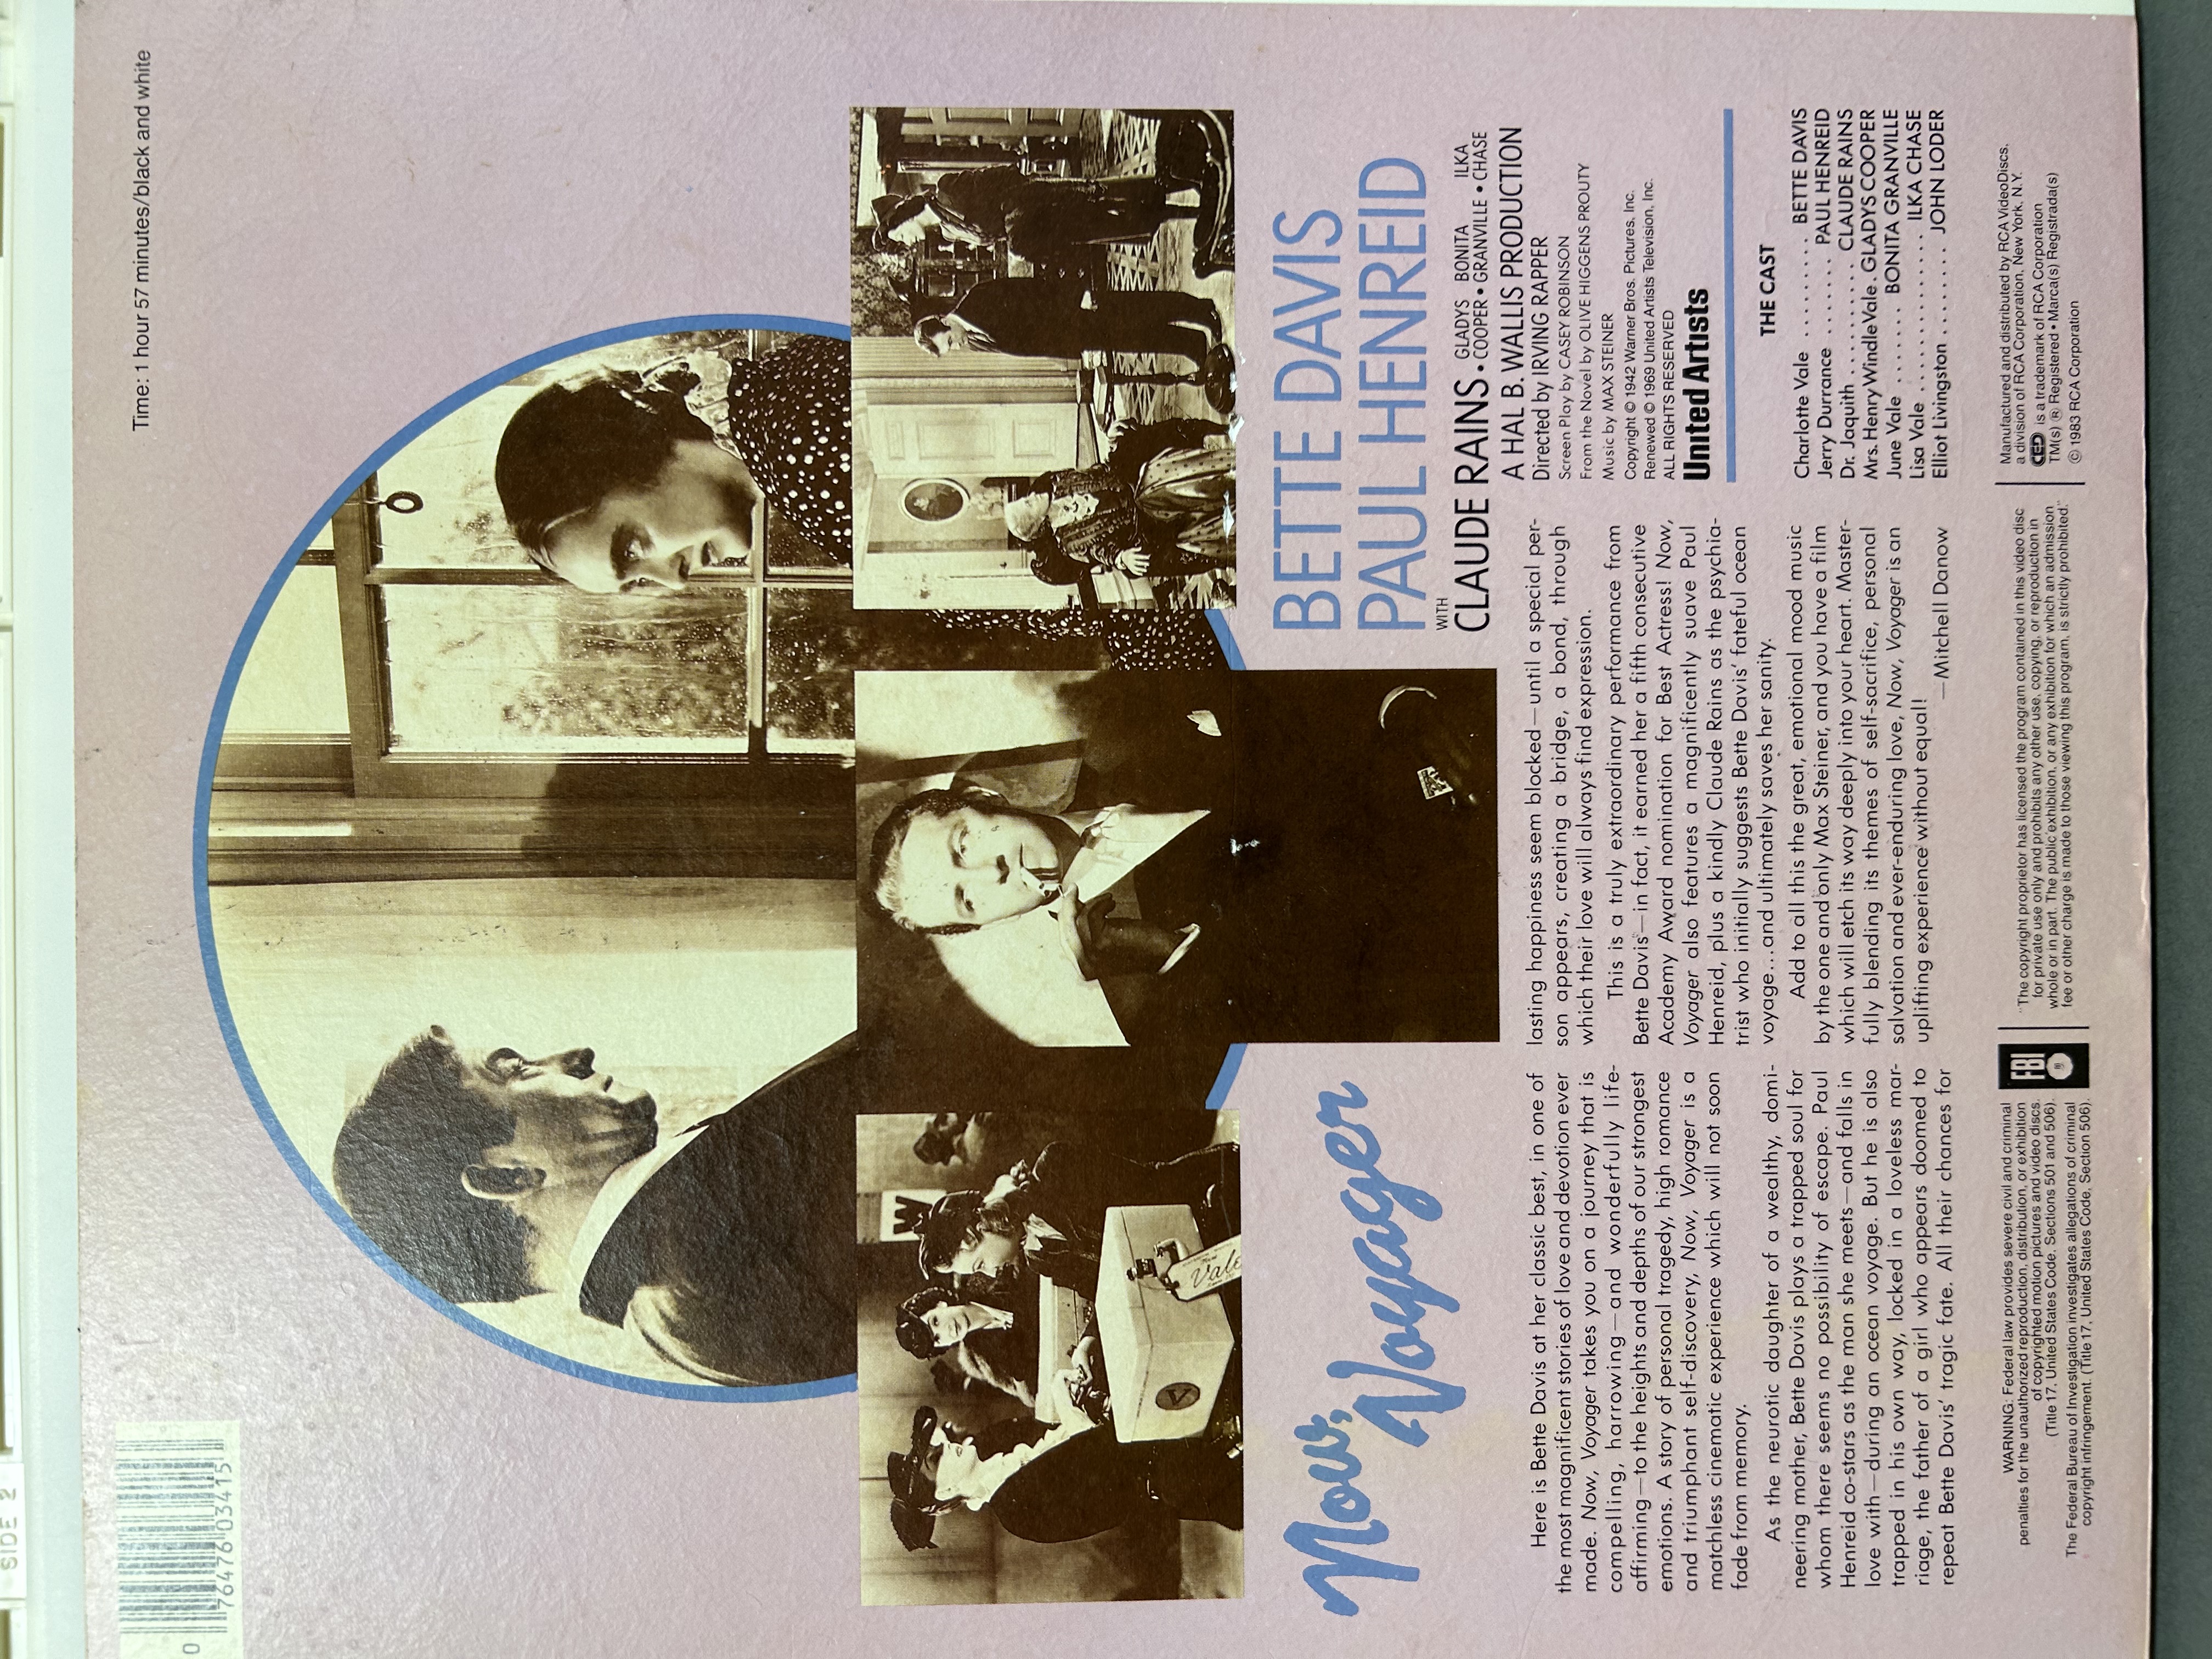 SIDE 2
0 76476 03415
Time: 1 hour 57 minutes/black and white
W
V
Vale
Now,
Voyager
Here is Bette Davis at her classic best, in one of
the most magnificent stories of love and devotion ever
made. Now, Voyager takes you on a journey that is
compelling, harrowing—and wonderfully life-
affirming—to the heights and depths of our strongest
emotions. A story of personal tragedy, high romance
and triumphant self-discovery, Now, Voyager is a
matchless cinematic experience which will not soon
fade from memory.
As the neurotic daughter of a wealthy, domi-
neering mother, Bette Davis plays a trapped soul for
whom there seems no possibility of escape. Paul
Henreid co-stars as the man she meets—and falls in
love with—during an ocean voyage. But he is also
trapped in his own way, locked in a loveless mar-
riage, the father of a girl who appears doomed to
repeat Bette Davis' tragic fate. All their chances for
lasting happiness seem blocked—until a special per-
son appears, creating a bridge, a bond, through
which their love will always find expression.
This is a truly extraordinary performance from
Bette Davis—in fact, it earned her a fifth consecutive
Academy Award nomination for Best Actress! Now,
Voyager also features a magnificently suave Paul
Henreid, plus a kindly Claude Rains as the psychia-
trist who initially suggests Bette Davis' fateful ocean
voyage...and ultimately saves her sanity.
Add to all this the great, emotional mood music
by the one and only Max Steiner, and you have a film
which will etch its way deeply into your heart. Master-
fully blending its themes of self-sacrifice, personal
salvation and ever-enduring love, Now, Voyager is an
uplifting experience without equal!
—Mitchell Danow
BETTE DAVIS
PAUL HENREID
WITH
CLAUDE RAINS • GLADYS COOPER • BONITA GRANVILLE • ILKA CHASE
A HAL B. WALLIS PRODUCTION
Directed by IRVING RAPPER
Screen Play by CASEY ROBINSON
From the Novel by OLIVE HIGGENS PROUTY
Music by MAX STEINER
Copyright © 1942 Warner Bros. Pictures, Inc.
Renewed © 1969 United Artists Television, Inc.
ALL RIGHTS RESERVED
United Artists
THE CAST
Charlotte Vale ......... BETTE DAVIS
Jerry Durrance ....... PAUL HENREID
Dr. Jaquith .......... CLAUDE RAINS
Mrs. Henry Windle Vale . GLADYS COOPER
June Vale ...... BONITA GRANVILLE
Lisa Vale ............. ILKA CHASE
Elliot Livingston ........ JOHN LODER
WARNING: Federal law provides severe civil and criminal
penalties for the unauthorized reproduction, distribution, or exhibition
of copyrighted motion pictures and video discs.
(Title 17, United States Code, Sections 501 and 506).
The Federal Bureau of Investigation investigates allegations of criminal
copyright infringement. (Title 17, United States Code, Section 506).
FBI
"The copyright proprietor has licensed the program contained in this video disc
for private use only and prohibits any other use, copying, or reproduction in
whole or in part. The public exhibition, or any exhibition for which an admission
fee or other charge is made to those viewing this program, is strictly prohibited."
Manufactured and distributed by RCA VideoDiscs,
a division of RCA Corporation, New York, N.Y.
CED is a trademark of RCA Corporation
TM(s) ® Registered • Marca(s) Registrada(s)
© 1983 RCA Corporation